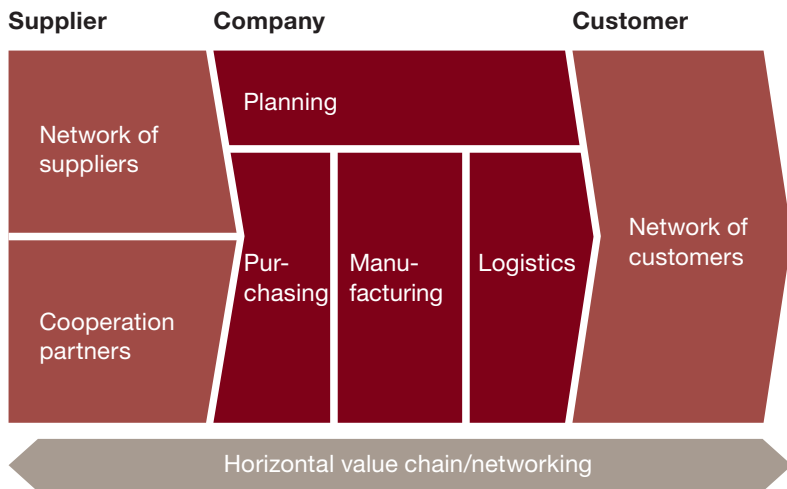 Supplier
Company
Customer
Planning
Network of
suppliers
Cooperation
partners
Pur-
chasing
Manu-
facturing
Logistics
Network of
customers
Horizontal value chain/networking